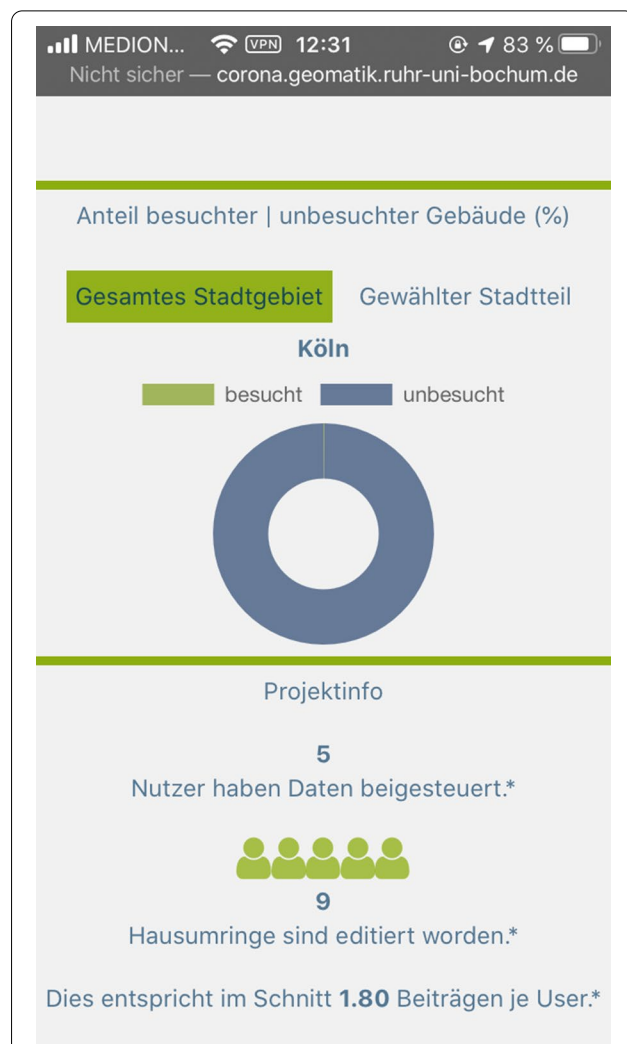 MEDION... VPN 12:31 83 %
Nicht sicher — corona.geomatik.ruhr-uni-bochum.de
Anteil besuchter | unbesuchter Gebäude (%)
Gesamtes Stadtgebiet Gewählter Stadtteil
Köln
besucht unbesucht
Projektinfo
5
Nutzer haben Daten beigesteuert.*
9
Hausumringe sind editiert worden.*
Dies entspricht im Schnitt 1.80 Beiträgen je User.*